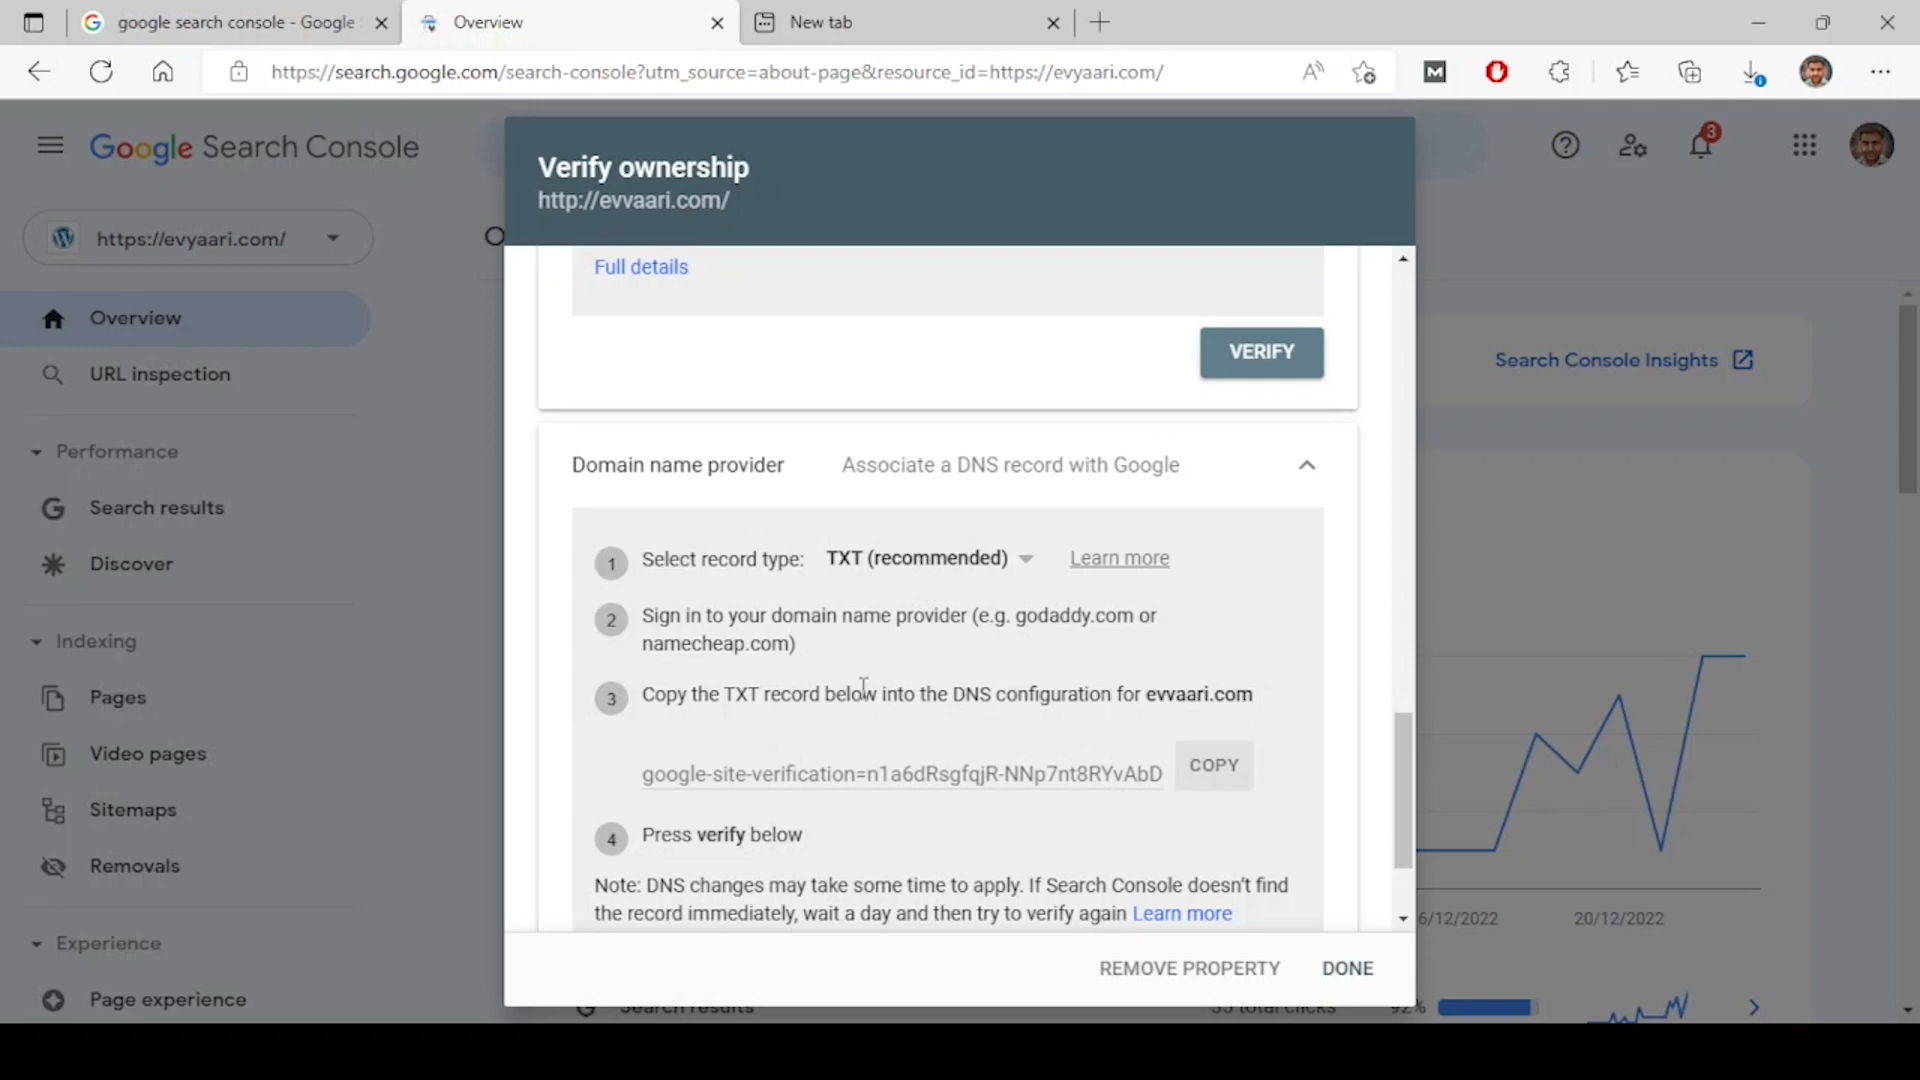 google search console - Google
Overview
New tab
https://search.google.com/search-console?utm_source=about-page&resource_id=https://evyaari.com/
Google Search Console
3
https://evyaari.com/
Overview
URL inspection
Performance
Search results
Discover
Indexing
Pages
Video pages
Sitemaps
Removals
Experience
Page experience
Verify ownership
http://evvaari.com/
Full details
VERIFY
Domain name provider
Associate a DNS record with Google
1 Select record type: TXT (recommended) Learn more
2 Sign in to your domain name provider (e.g. godaddy.com or
namecheap.com)
3 Copy the TXT record below into the DNS configuration for evvaari.com
google-site-verification=n1a6dRsgfqjR-NNp7nt8RYvAbD
COPY
4 Press verify below
Note: DNS changes may take some time to apply. If Search Console doesn't find
the record immediately, wait a day and then try to verify again Learn more
REMOVE PROPERTY
DONE
Search Console Insights
6/12/2022
20/12/2022
Search results
total clicks
92%